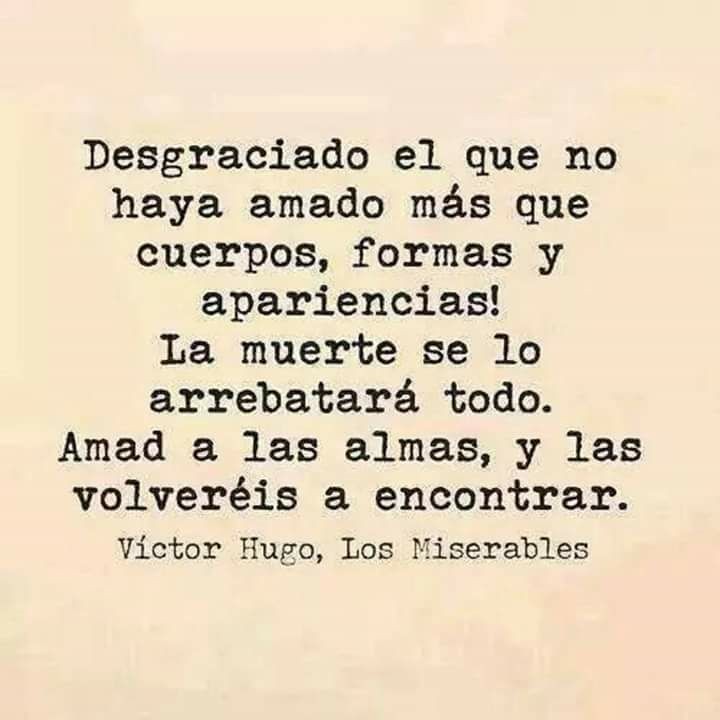 Desgraciado el que no
haya amado más que
cuerpos, formas y
apariencias!
La muerte se lo
arrebatará todo.
Amad a las almas, y las
volveréis a encontrar.
Víctor Hugo, Los Miserables